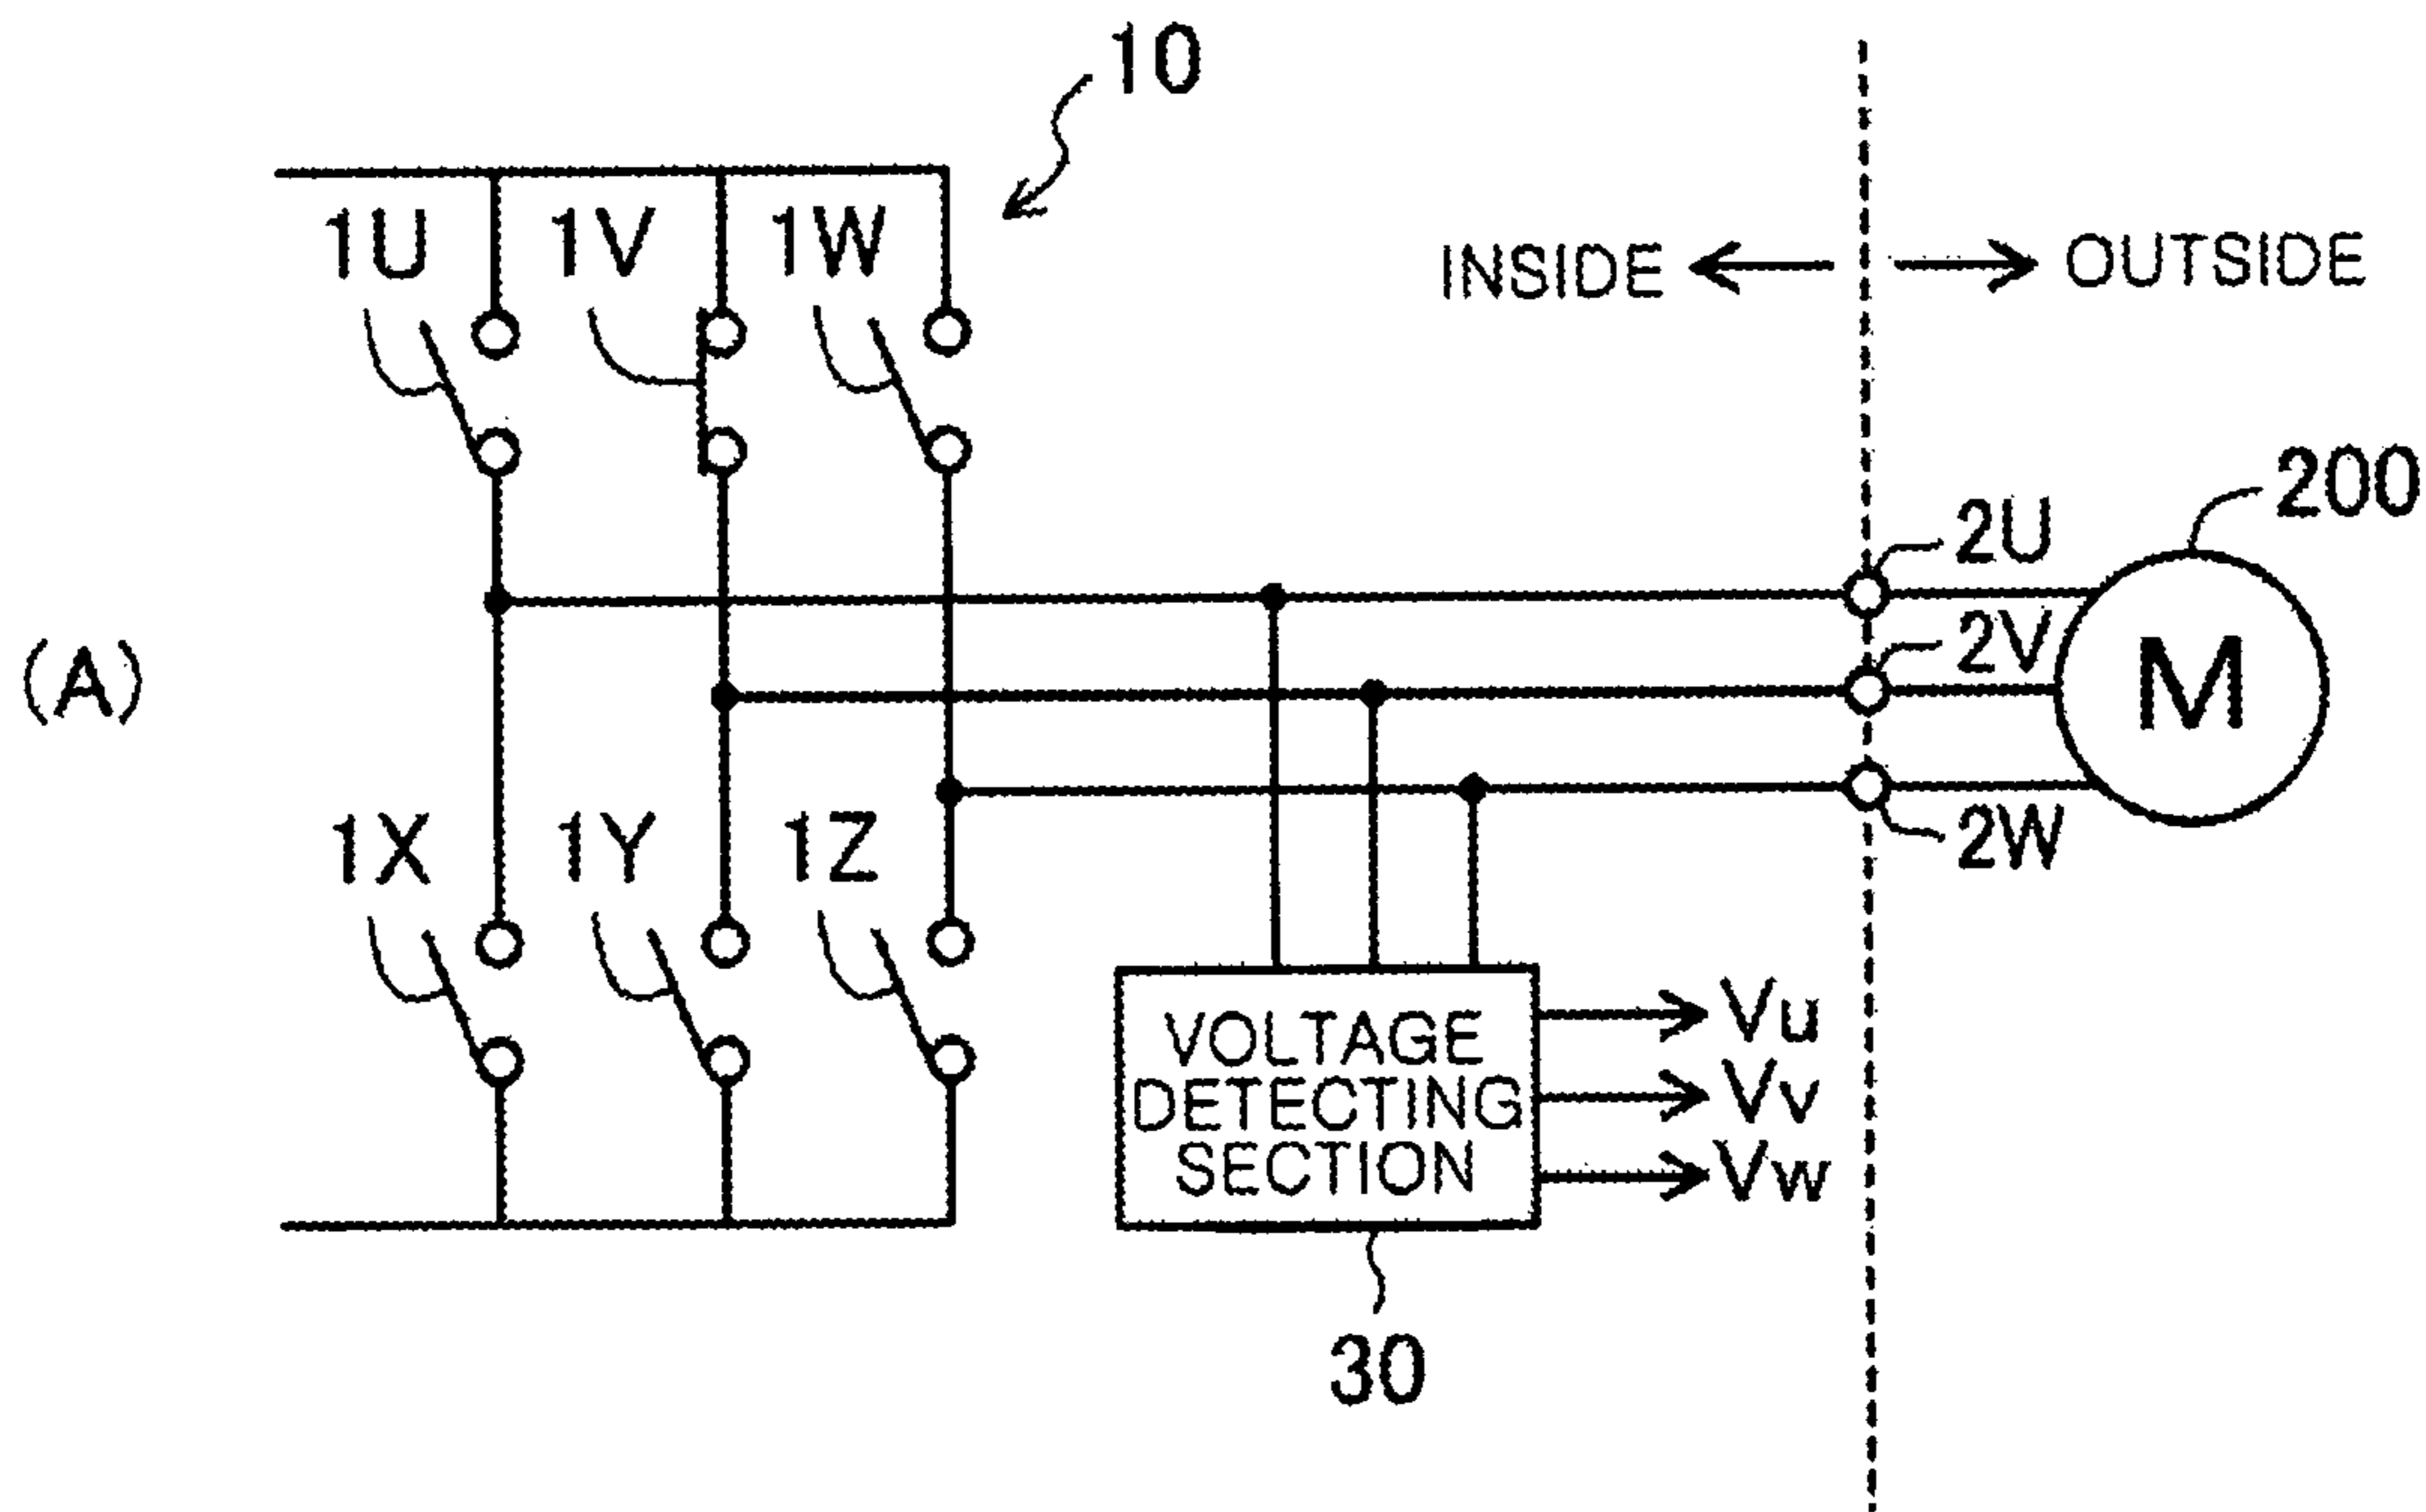 10
1U 1V 1W
INSIDE OUTSIDE
200
2U
2V
M
(A)
2W
1X 1Y 1Z
VOLTAGE
DETECTING
SECTION
Vu
Vv
Vw
30